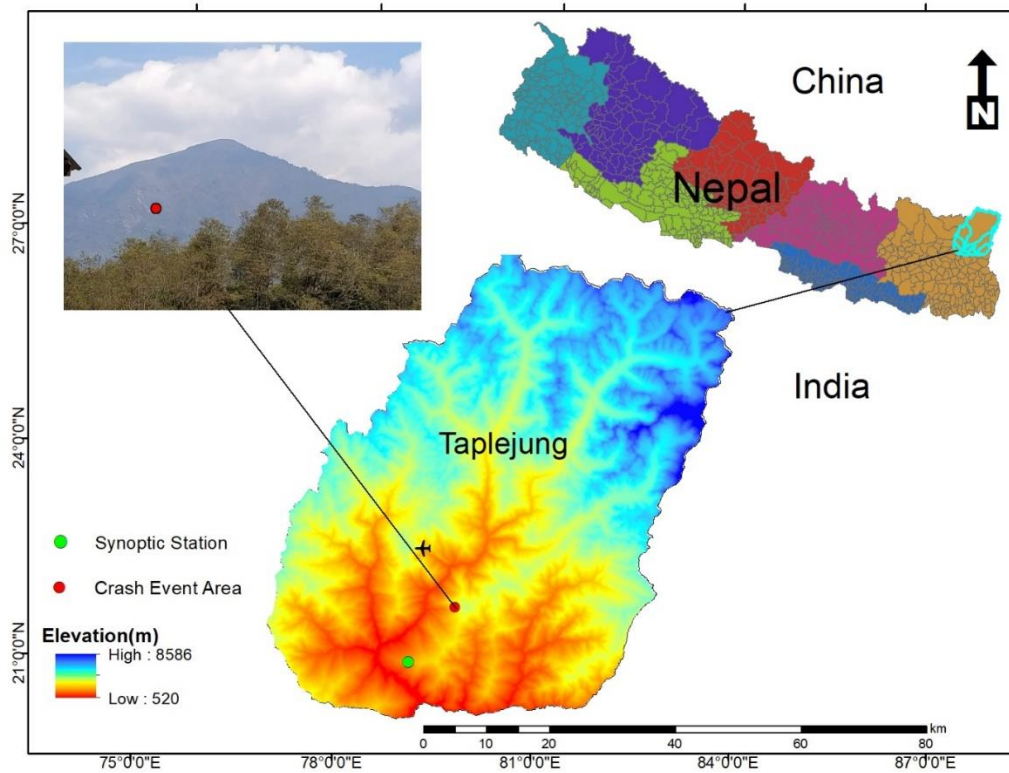 China
N
Nepal
India
Taplejung
Synoptic Station
Crash Event Area
Elevation(m)
High : 8586
Low : 520
km
0 10 20 40 60 80
27°0'0"N
24°0'0"N
21°0'0"N
75°0'0"E 78°0'0"E 81°0'0"E 84°0'0"E 87°0'0"E